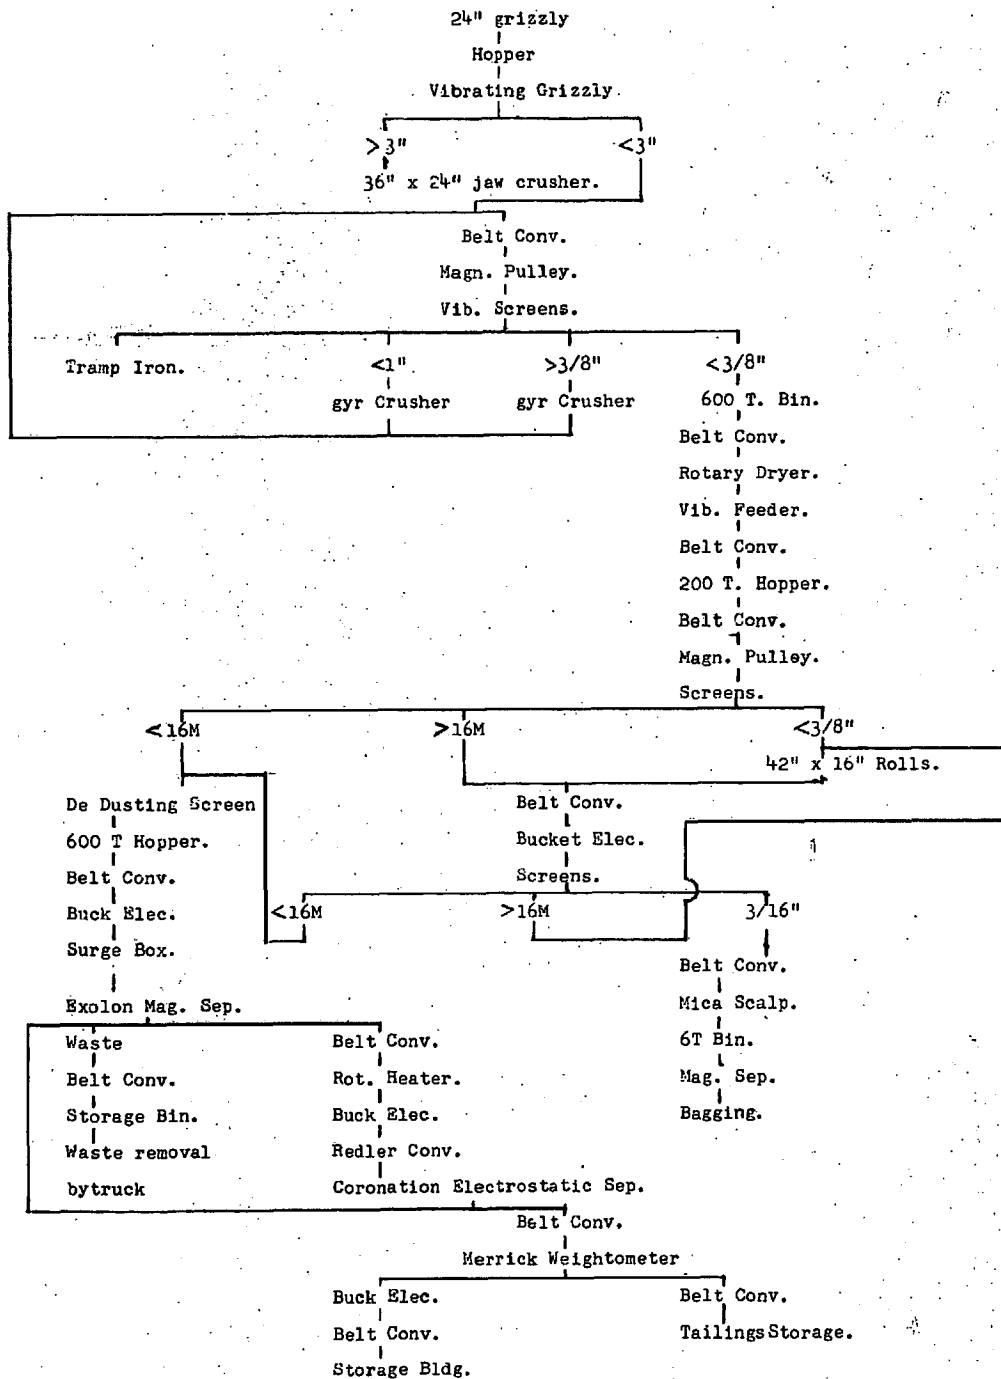 24" grizzly
Hopper
Vibrating Grizzly.
>3" <3"
36" x 24" jaw crusher.
Belt Conv.
Magn. Pulley.
Vib. Screens.
Tramp Iron. <1" >3/8" <3/8"
gyr Crusher gyr Crusher 600 T. Bin.
Belt Conv.
Rotary Dryer.
Vib. Feeder.
Belt Conv.
200 T. Hopper.
Belt Conv.
Magn. Pulley.
Screens.
<16M >16M <3/8"
42" x 16" Rolls.
De Dusting Screen Belt Conv.
600 T Hopper. Bucket Elec.
Belt Conv. Screens.
Buck Elec. <16M >16M 3/16"
Surge Box.
Belt Conv.
Exolon Mag. Sep. Mica Scalp.
Waste Belt Conv. 6T Bin.
Belt Conv. Rot. Heater. Mag. Sep.
Storage Bin. Buck Elec. Bagging.
Waste removal Redler Conv.
bytruck Coronation Electrostatic Sep.
Belt Conv.
Merrick Weightometer
Buck Elec. Belt Conv.
Belt Conv. Tailings Storage.
Storage Bldg.